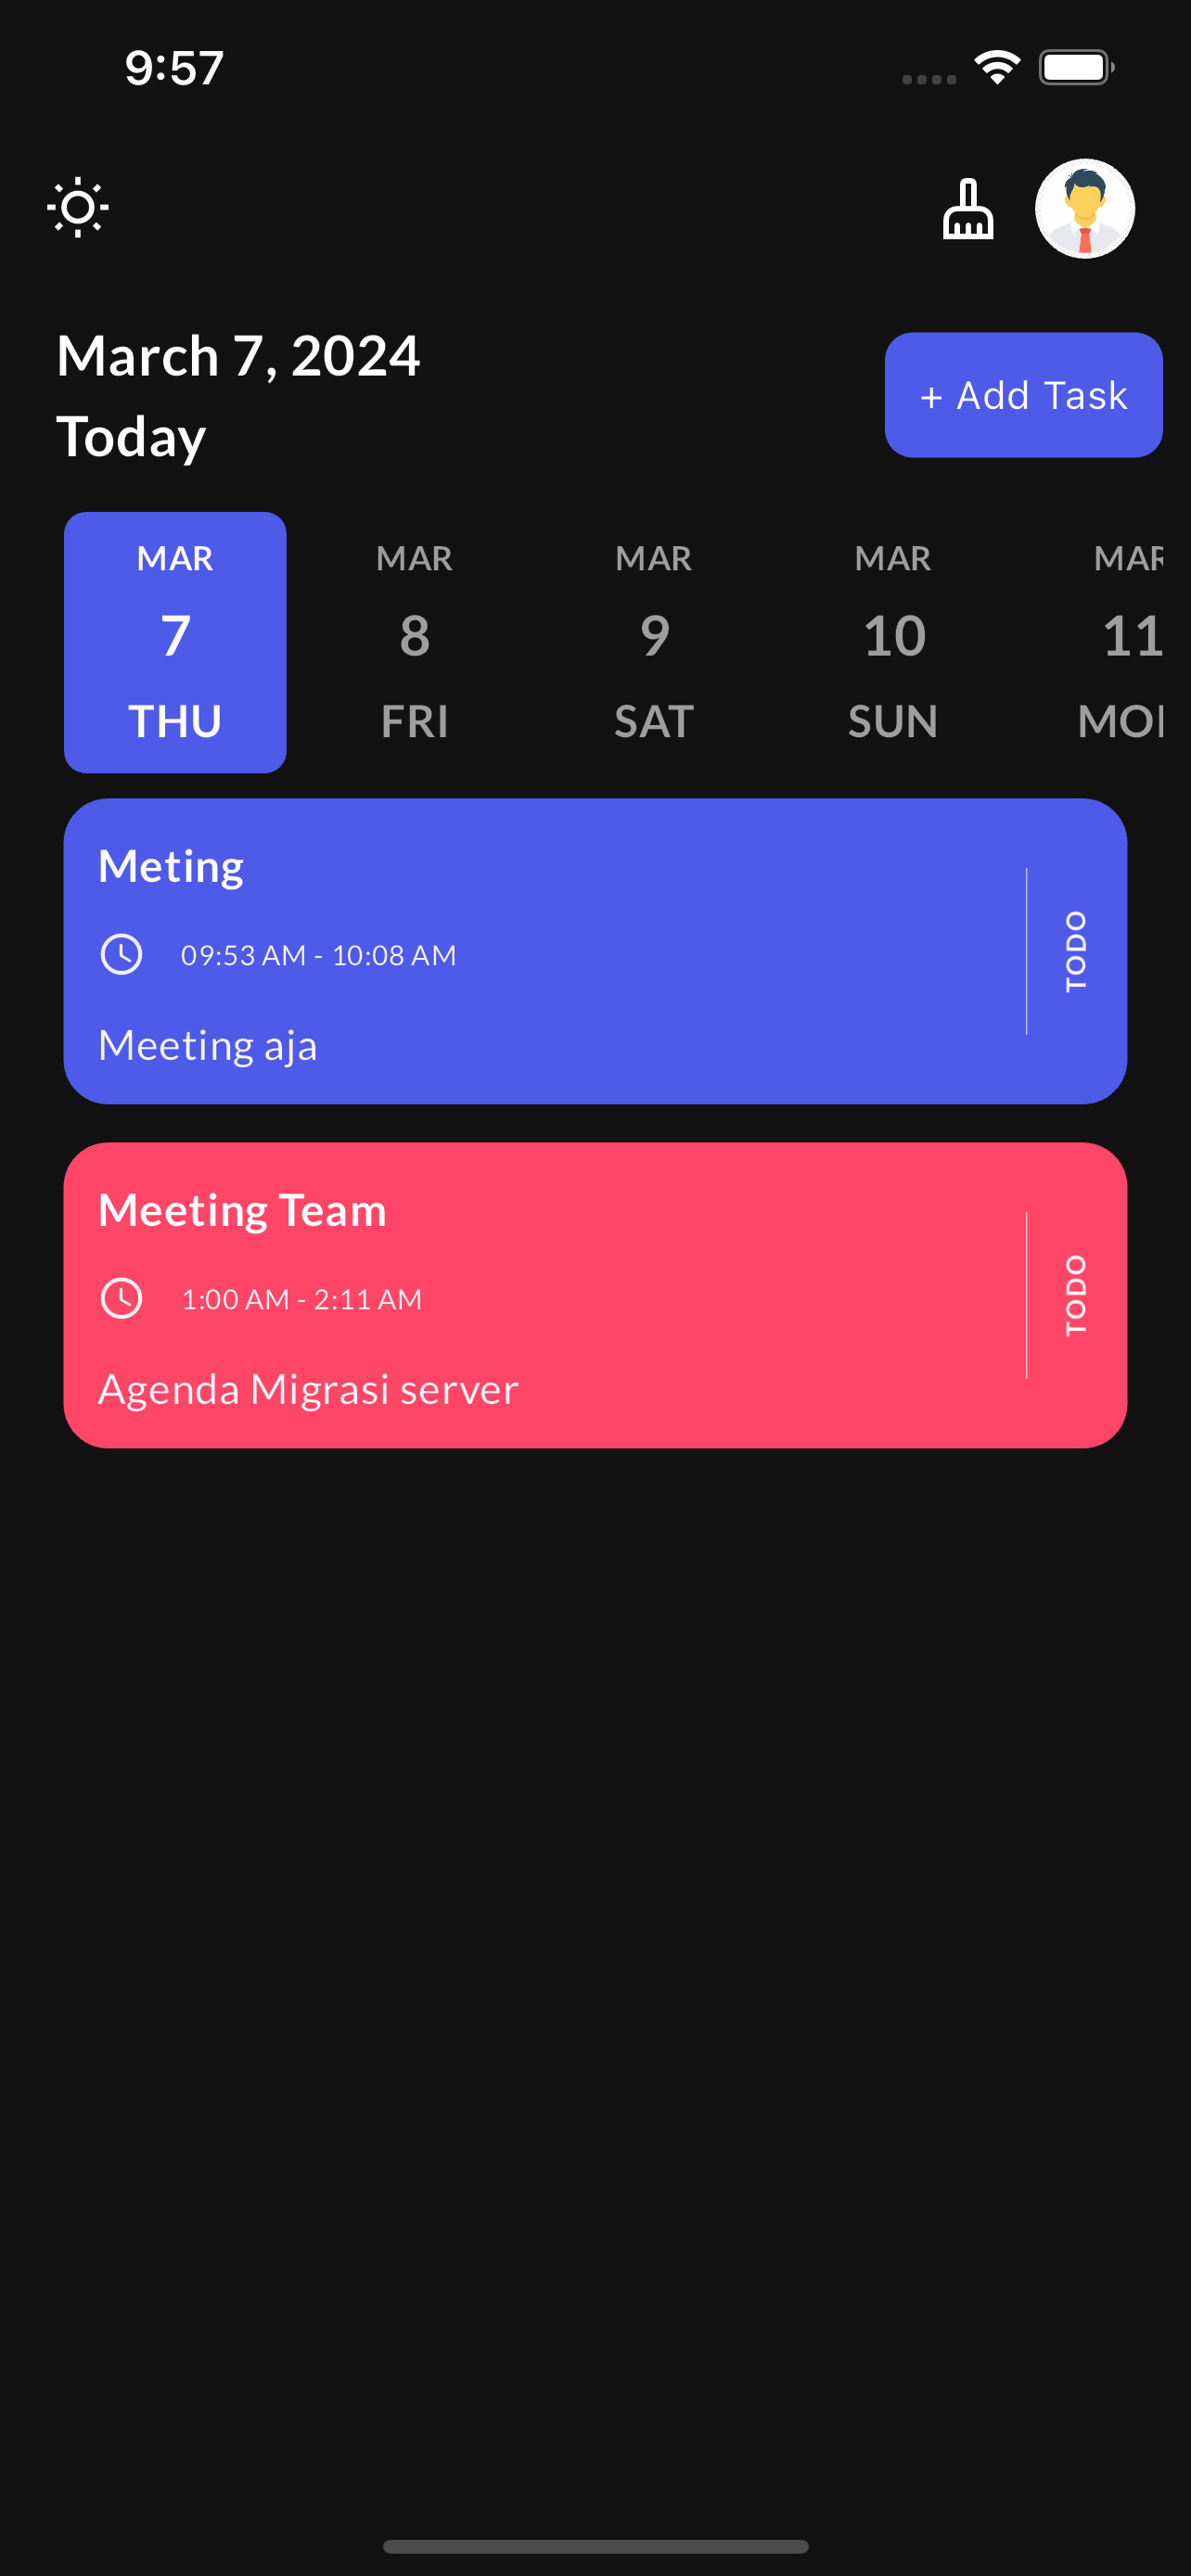 9:57
March 7, 2024
Today
+ Add Task
MAR MAR MAR MAR MAR
7 8 9 10 11
THU FRI SAT SUN
Meting
09:53 AM - 10:08 AM
Meeting aja
TODO
Meeting Team
1:00 AM - 2:11 AM
Agenda Migrasi server
TODO